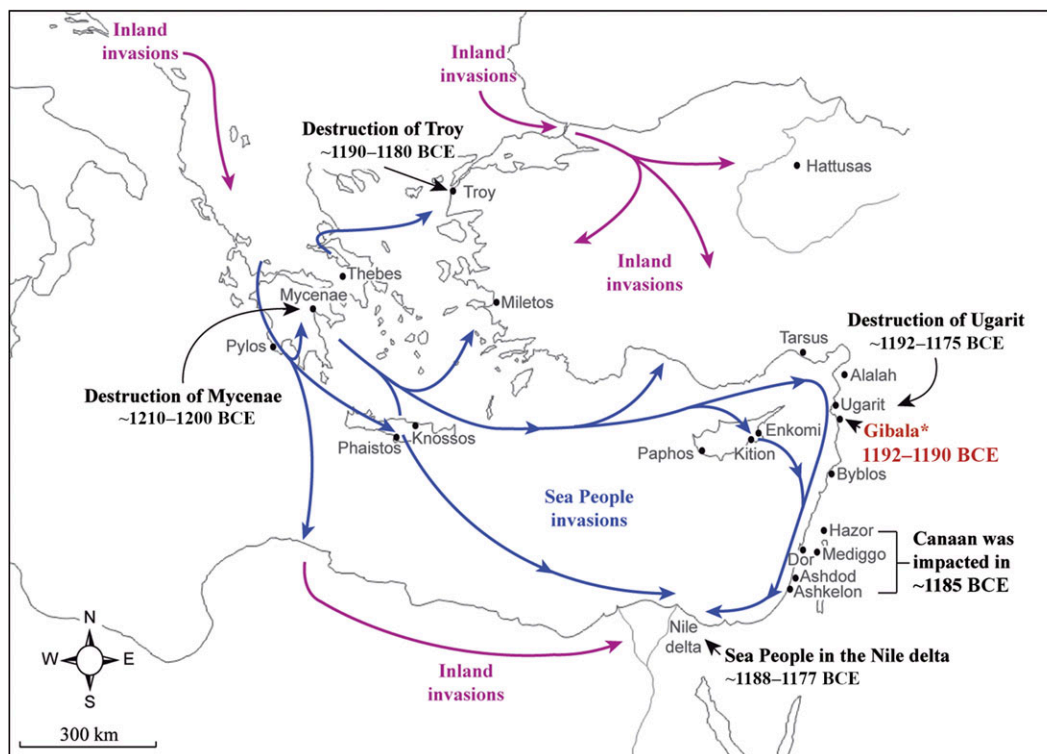 Inland
invasions
Inland
invasions
Destruction of Troy
~1190–1180 BCE
Hattusas
Troy
Inland
invasions
Thebes
Mycenae
Miletos
Pylos
Destruction of Mycenae
~1210–1200 BCE
Tarsus
Destruction of Ugarit
~1192–1175 BCE
Alalah
Ugarit
Gibala*
1192–1190 BCE
Knossos
Phaistos
Enkomi
Paphos
Kition
Byblos
Sea People
invasions
Hazor
Dor
Mediggo
Ashdod
Ashkelon
Canaan was
impacted in
~1185 BCE
Nile
delta
Sea People in the Nile delta
~1188–1177 BCE
Inland
invasions
N
W
E
S
300 km